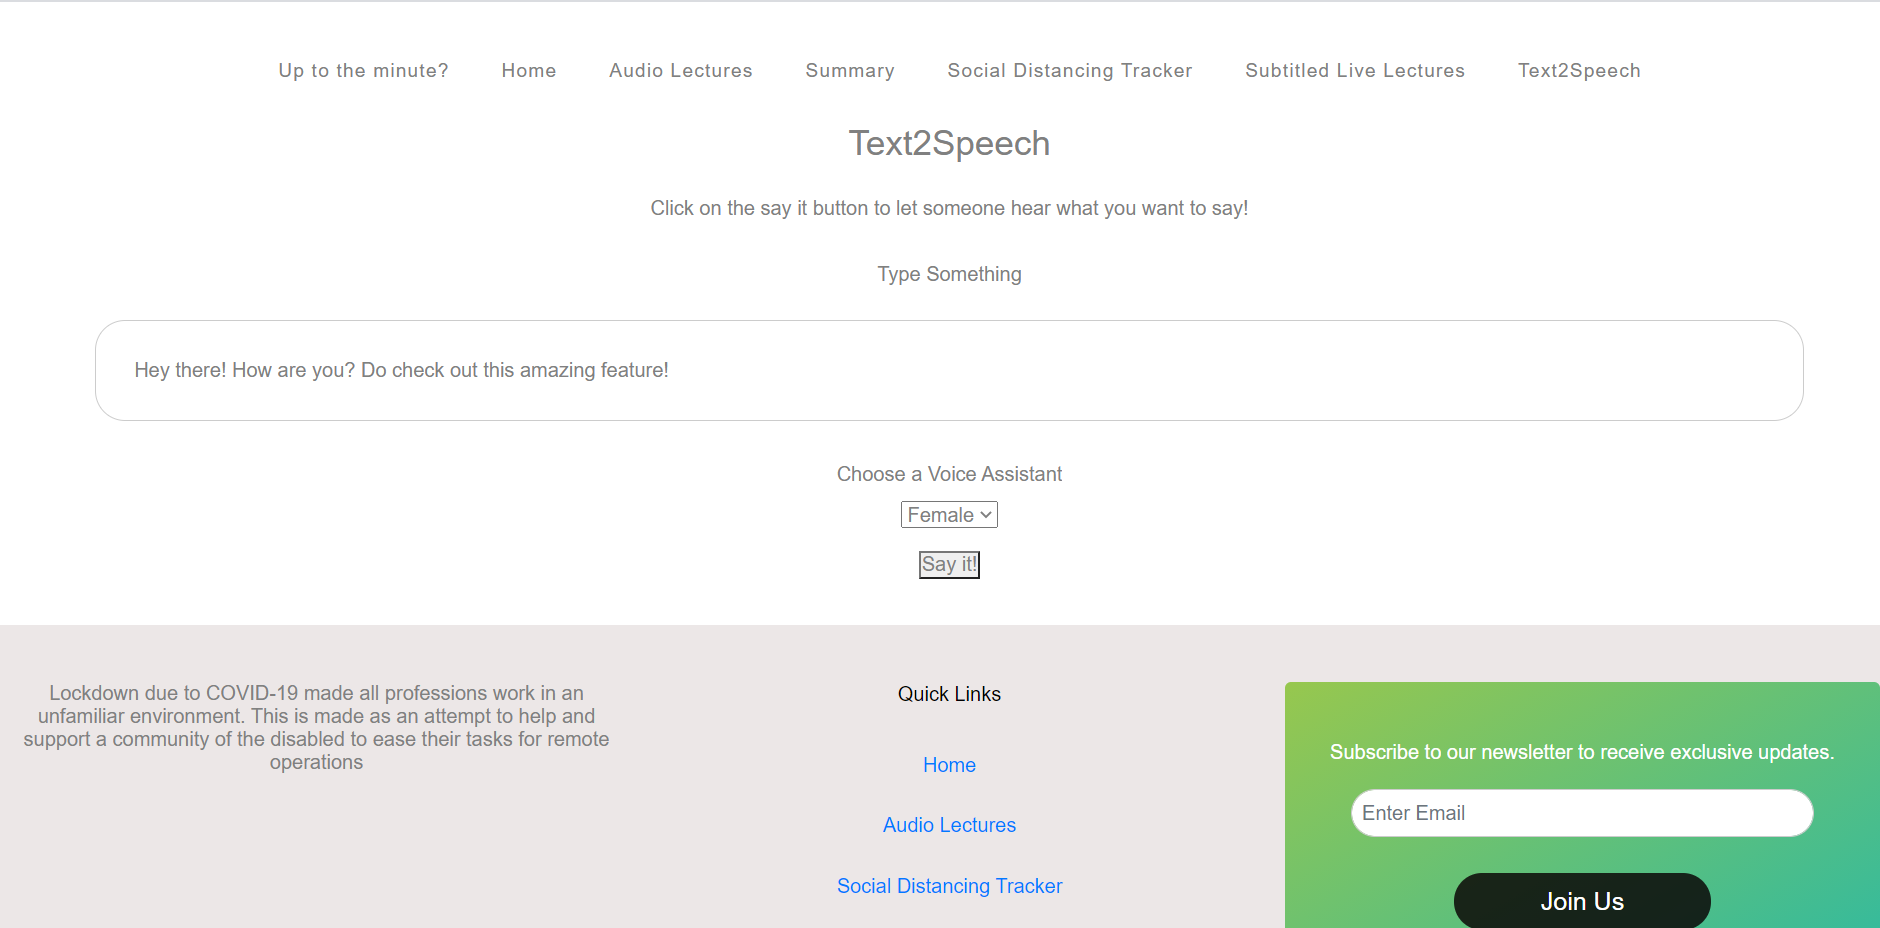 Up to the minute? Home Audio Lectures Summary Social Distancing Tracker Subtitled Live Lectures Text2Speech
Text2Speech
Click on the say it button to let someone hear what you want to say!
Type Something
Hey there! How are you? Do check out this amazing feature!
Choose a Voice Assistant
Female
Say it!
Lockdown due to COVID-19 made all professions work in an
unfamiliar environment. This is made as an attempt to help and
support a community of the disabled to ease their tasks for remote
operations
Quick Links
Home
Audio Lectures
Social Distancing Tracker
Subscribe to our newsletter to receive exclusive updates.
Enter Email
Join Us